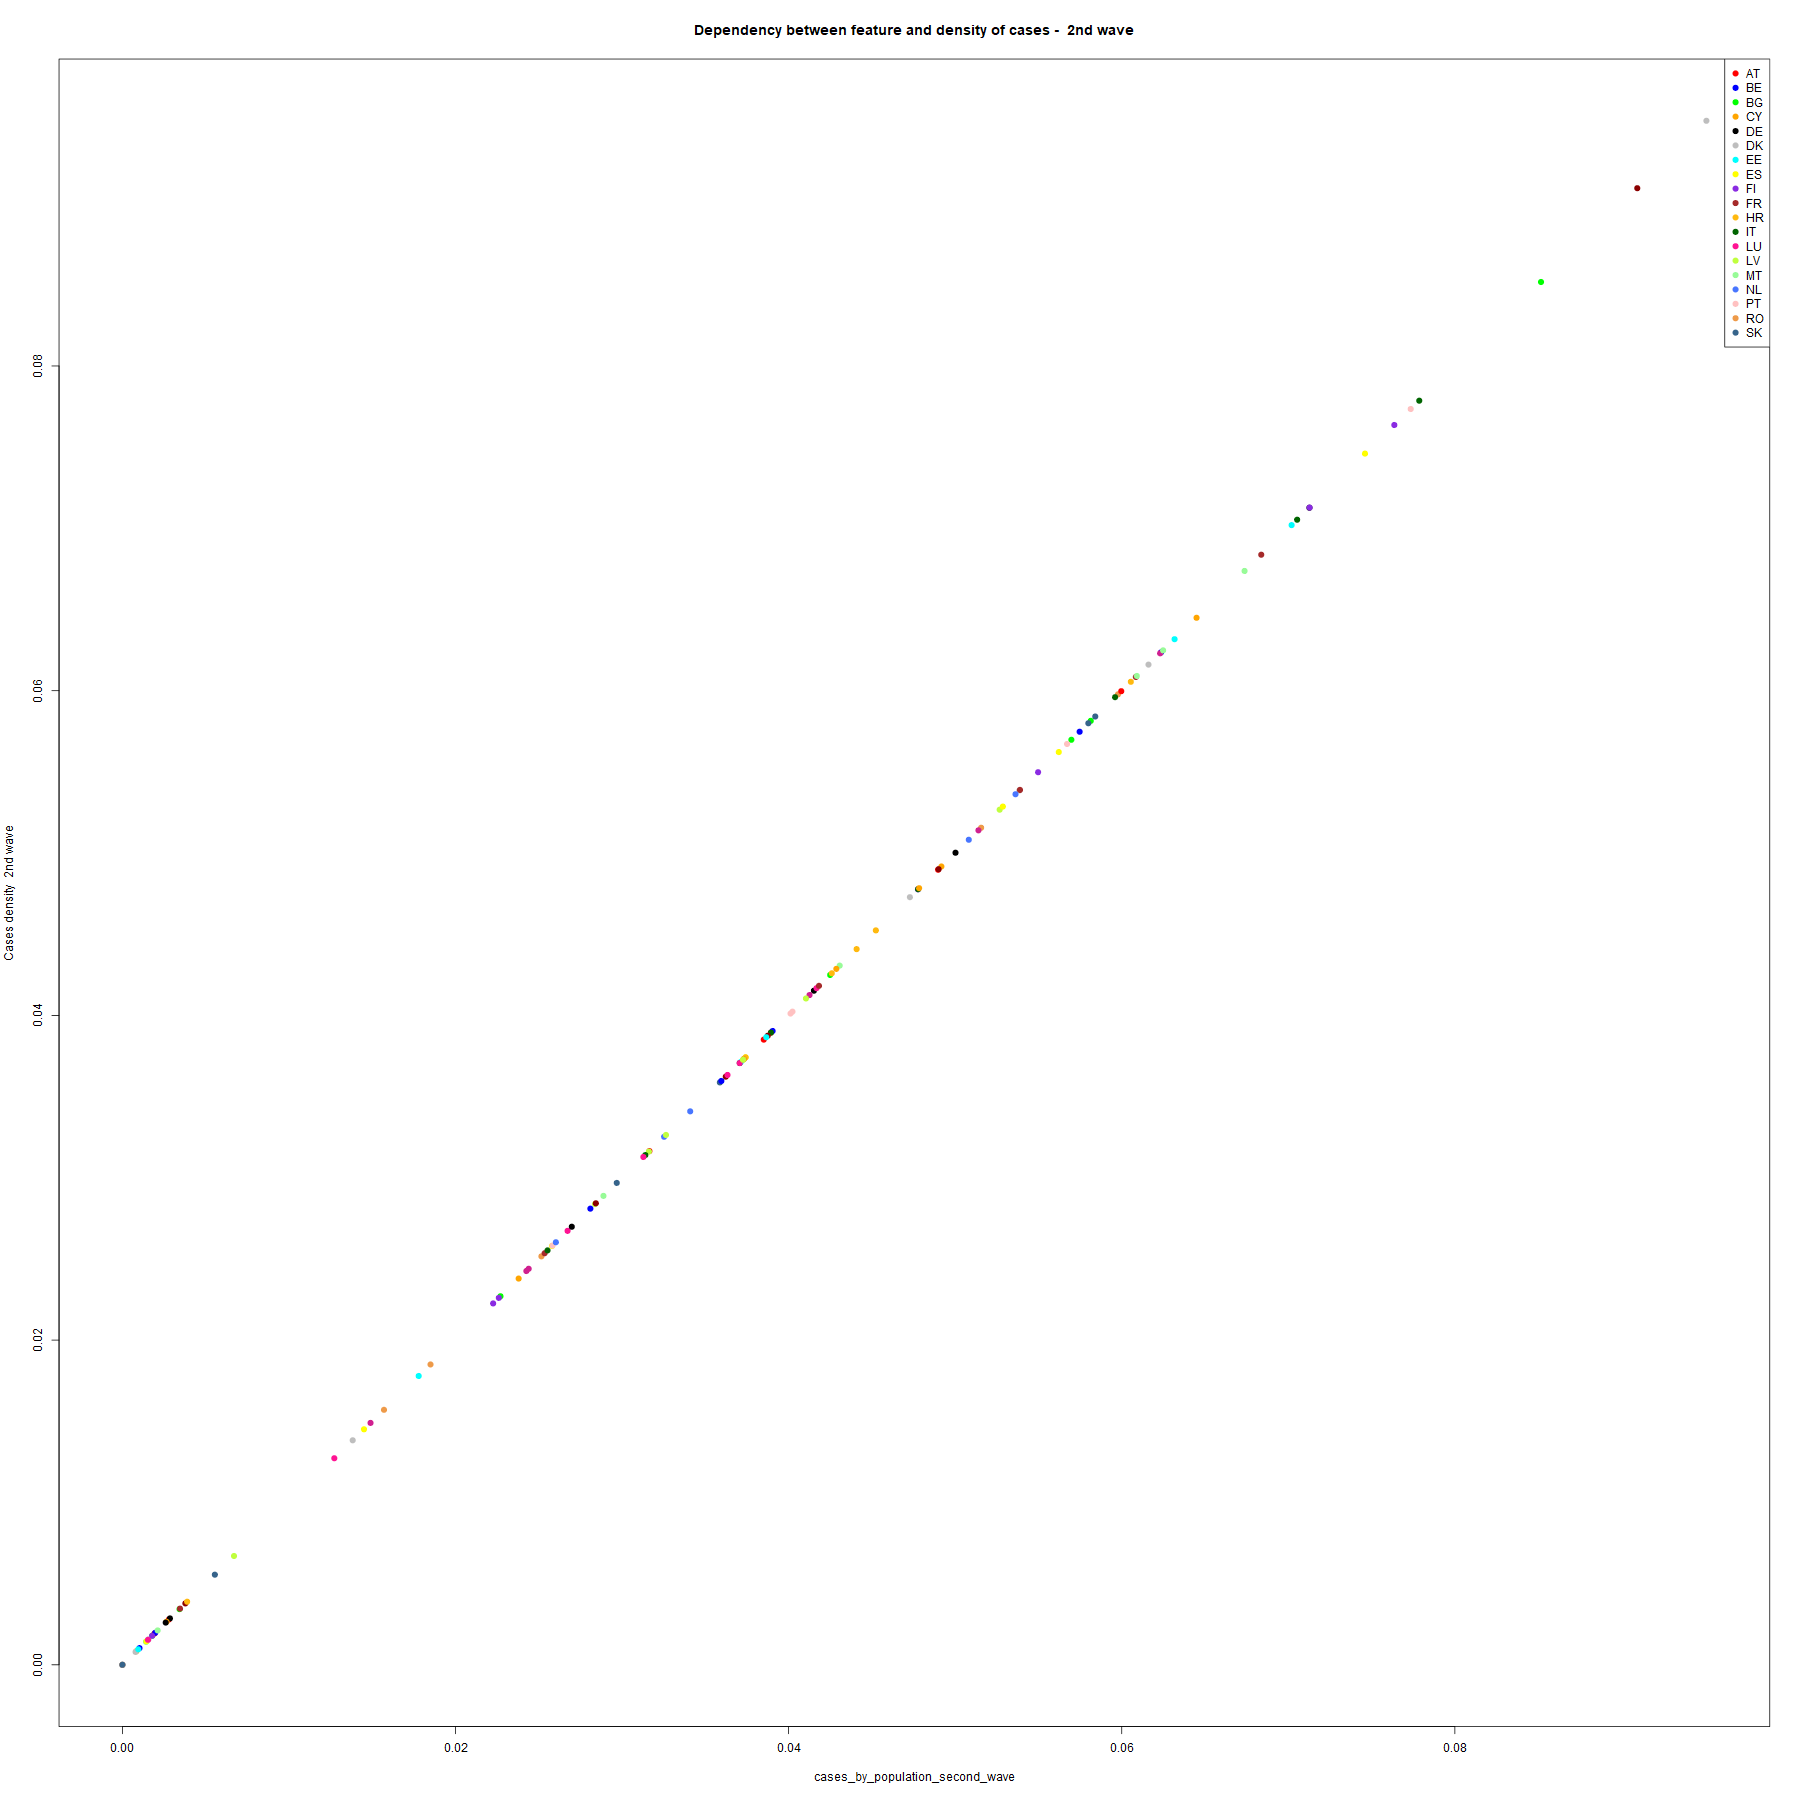 Dependency between feature and density of cases -  2nd wave
AT
BE
BG
CY
DE
DK
EE
ES
FI
FR
HR
IT
LU
LV
MT
NL
PT
RO
SK
Cases density  2nd wave
0.08
0.06
0.04
0.02
0.00
0.00 0.02 0.04 0.06 0.08
cases_by_population_second_wave